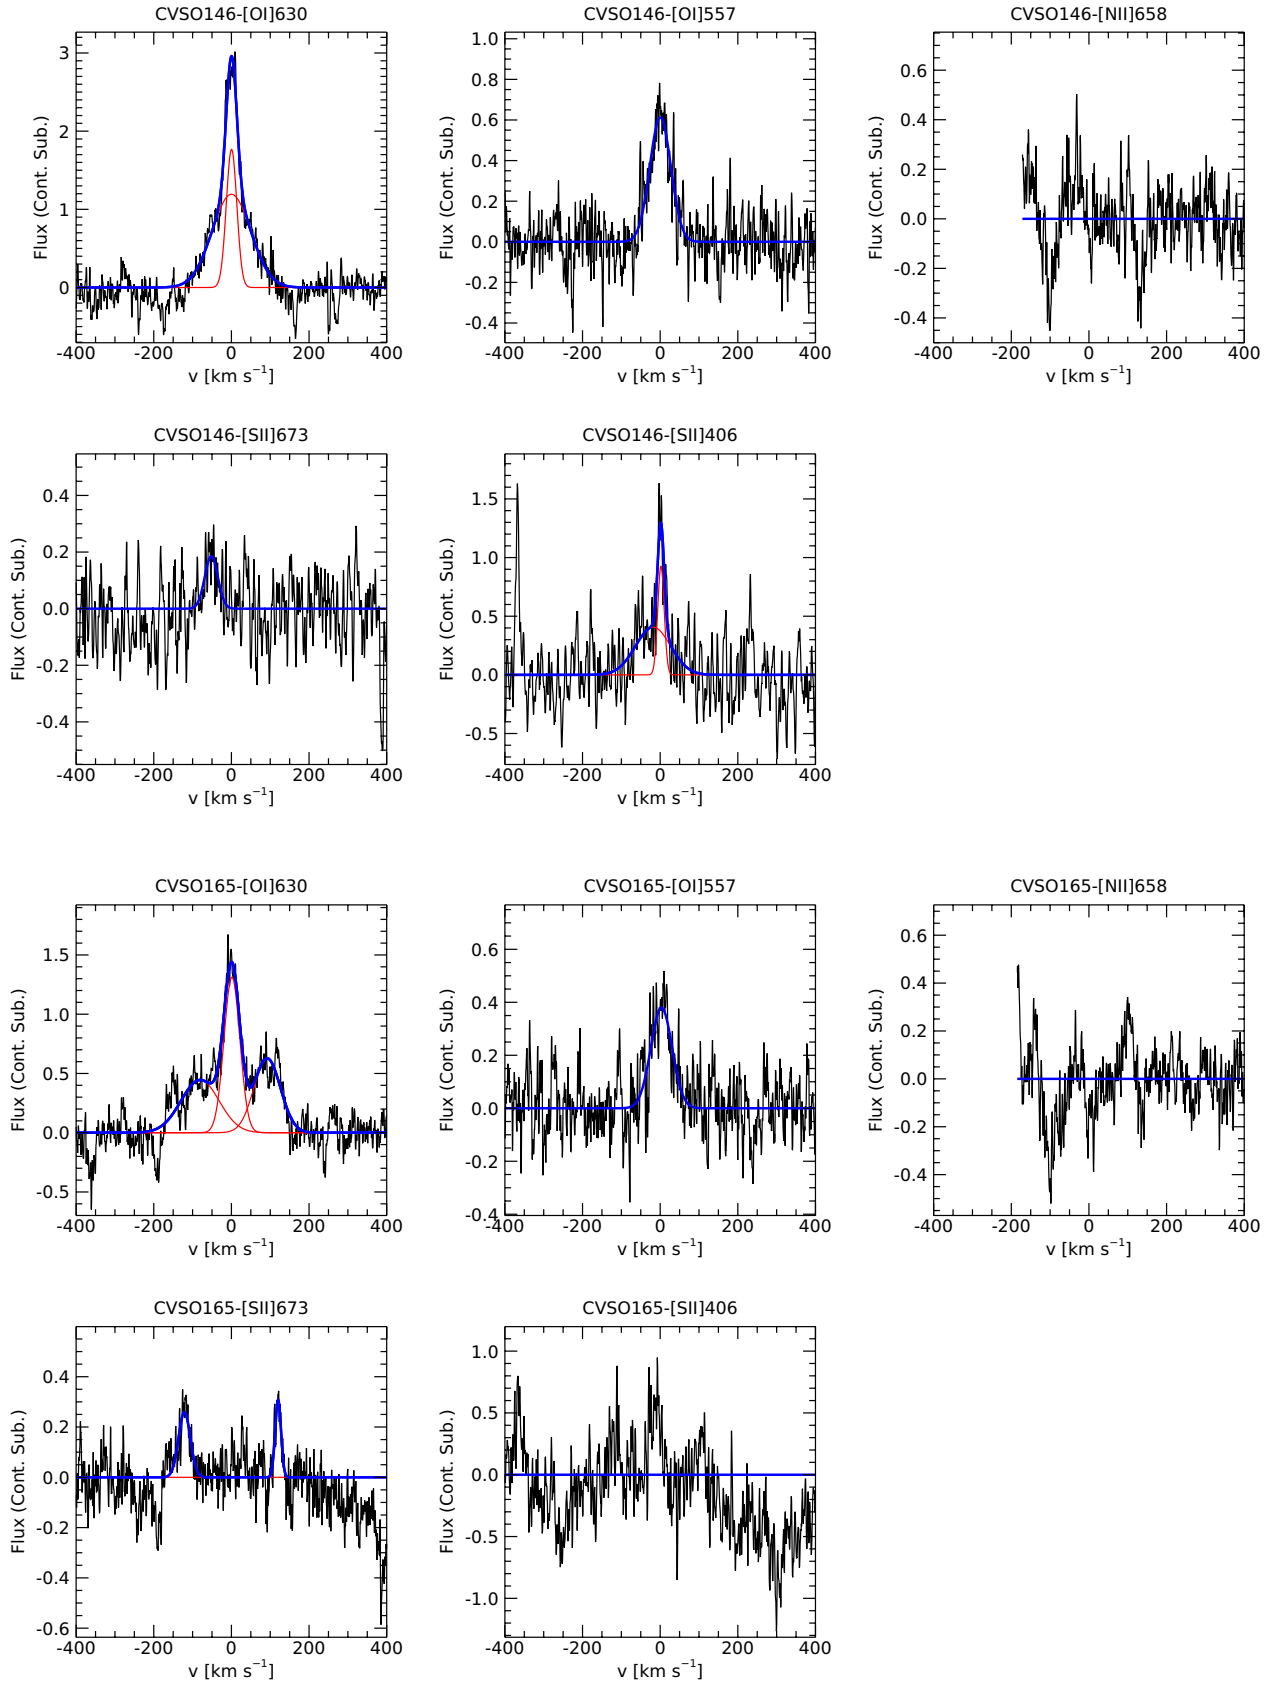 CVSO146-[OI]630
CVSO146-[OI]557
CVSO146-[NII]658
Flux (Cont. Sub.)
3
2
1
0
-400 -200 0 200 400
v [km s⁻¹]
Flux (Cont. Sub.)
1.0
0.8
0.6
0.4
0.2
0.0
-0.2
-0.4
-400 -200 0 200 400
v [km s⁻¹]
Flux (Cont. Sub.)
0.6
0.4
0.2
0.0
-0.2
-0.4
-400 -200 0 200 400
v [km s⁻¹]
CVSO146-[SII]673
CVSO146-[SII]406
Flux (Cont. Sub.)
0.4
0.2
0.0
-0.2
-0.4
-400 -200 0 200 400
v [km s⁻¹]
Flux (Cont. Sub.)
1.5
1.0
0.5
0.0
-0.5
-400 -200 0 200 400
v [km s⁻¹]
CVSO165-[OI]630
CVSO165-[OI]557
CVSO165-[NII]658
Flux (Cont. Sub.)
1.5
1.0
0.5
0.0
-0.5
-400 -200 0 200 400
v [km s⁻¹]
Flux (Cont. Sub.)
0.6
0.4
0.2
0.0
-0.2
-0.4
-400 -200 0 200 400
v [km s⁻¹]
Flux (Cont. Sub.)
0.6
0.4
0.2
0.0
-0.2
-0.4
-400 -200 0 200 400
v [km s⁻¹]
CVSO165-[SII]673
CVSO165-[SII]406
Flux (Cont. Sub.)
0.4
0.2
0.0
-0.2
-0.4
-0.6
-400 -200 0 200 400
v [km s⁻¹]
Flux (Cont. Sub.)
1.0
0.5
0.0
-0.5
-1.0
-400 -200 0 200 400
v [km s⁻¹]